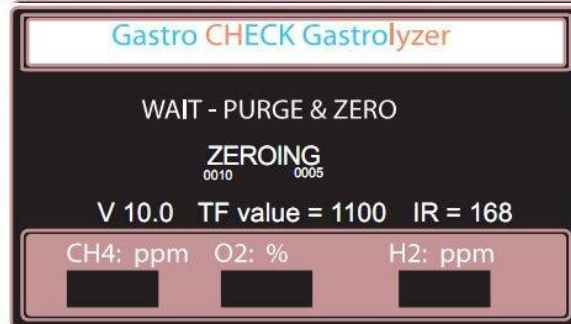 Gastro CHECK Gastrolyzer
WAIT - PURGE & ZERO
ZEROING
0010 0005
V 10.0 TF value = 1100 IR = 168
CH4: ppm O2: % H2: ppm